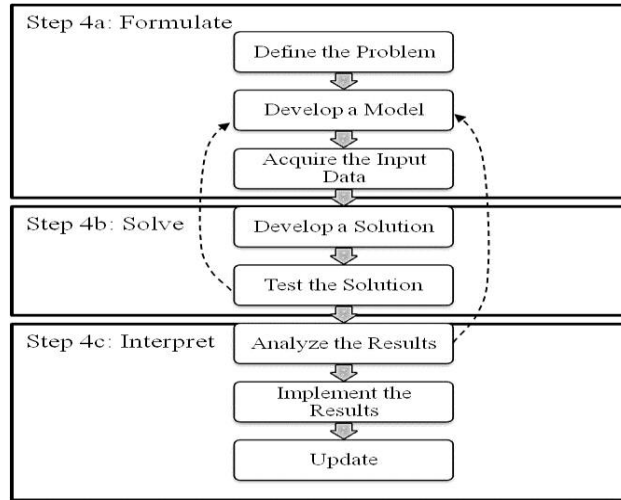 Step 4a: Formulate
Define the Problem
Develop a Model
Acquire the Input
Data
Step 4b: Solve
Develop a Solution
Test the Solution
Step 4c: Interpret
Analyze the Results
Implement the
Results
Update